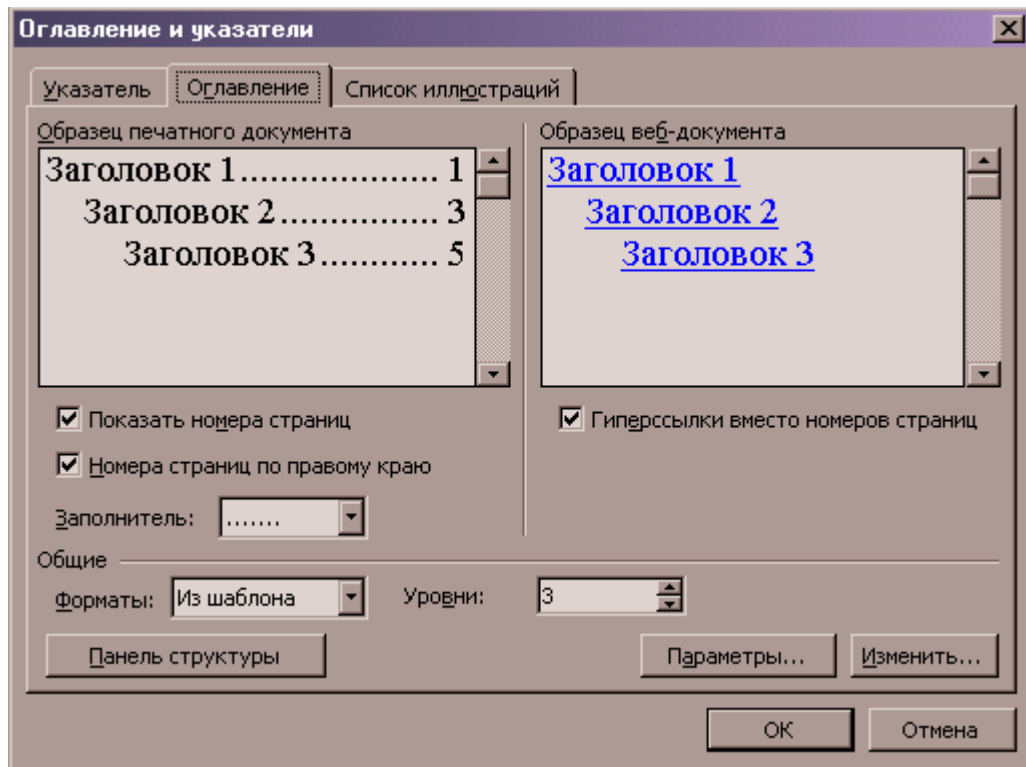 Оглавление и указатели
Указатель Оглавление Список иллюстраций
Образец печатного документа
Заголовок 1.................... 1
Заголовок 2................ 3
Заголовок 3............ 5
Образец веб-документа
Заголовок 1
Заголовок 2
Заголовок 3
Показать номера страниц
Номера страниц по правому краю
Заполнитель: .......
Гиперссылки вместо номеров страниц
Общие
Форматы: Из шаблона Уровни: 3
Панель структуры Параметры... Изменить...
ОК Отмена